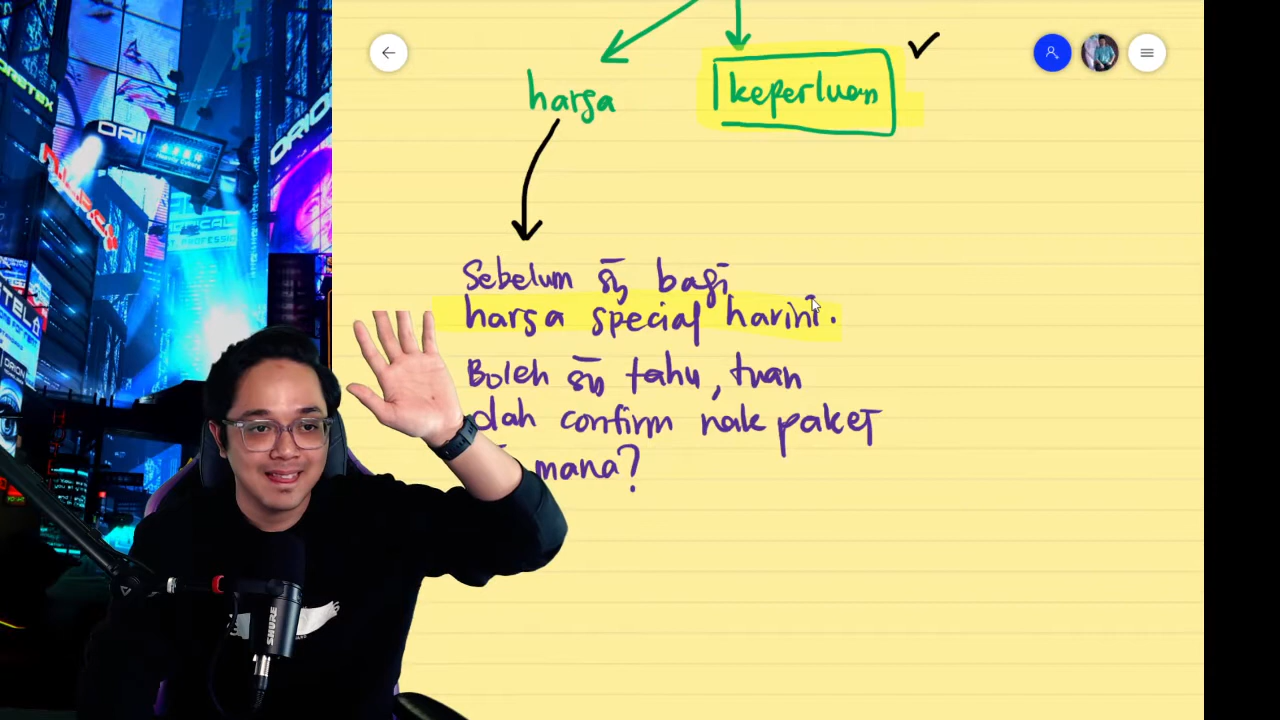 harga
keperluan
Sebelum sy bagi
harga special harini.
Boleh sy tahu, tuan
dah confirm nak paket
mana?
SHURE